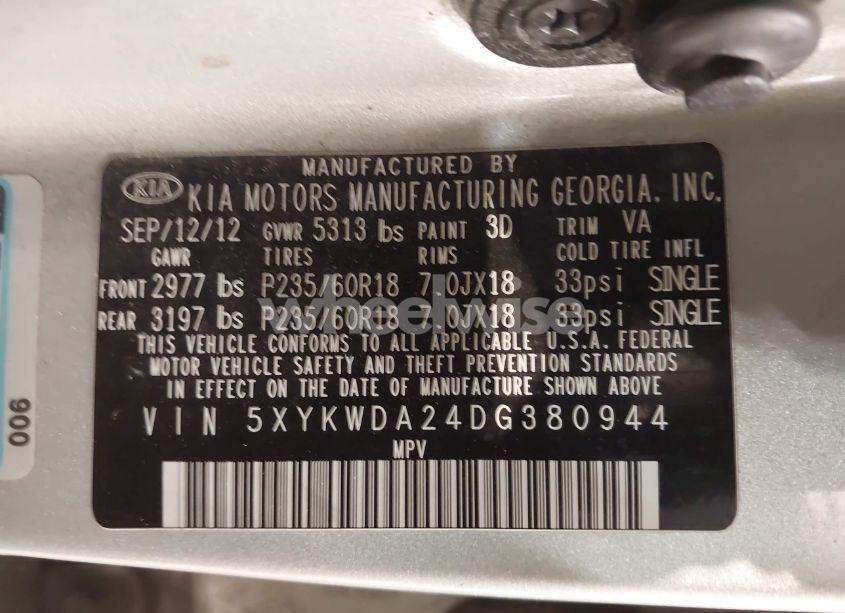 MANUFACTURED BY
KIA KIA MOTORS MANUFACTURING GEORGIA, INC.
SEP/12/12 GVWR 5313 lbs PAINT 3D TRIM VA
GAWR TIRES RIMS COLD TIRE INFL
FRONT 2977 lbs P235/60R18 7.0JX18 33psi SINGLE
REAR 3197 lbs P235/60R18 7.0JX18 33psi SINGLE
wheelwise
THIS VEHICLE CONFORMS TO ALL APPLICABLE U.S.A. FEDERAL
MOTOR VEHICLE SAFETY AND THEFT PREVENTION STANDARDS
IN EFFECT ON THE DATE OF MANUFACTURE SHOWN ABOVE
VIN 5XYKWDA24DG380944
MPV
006